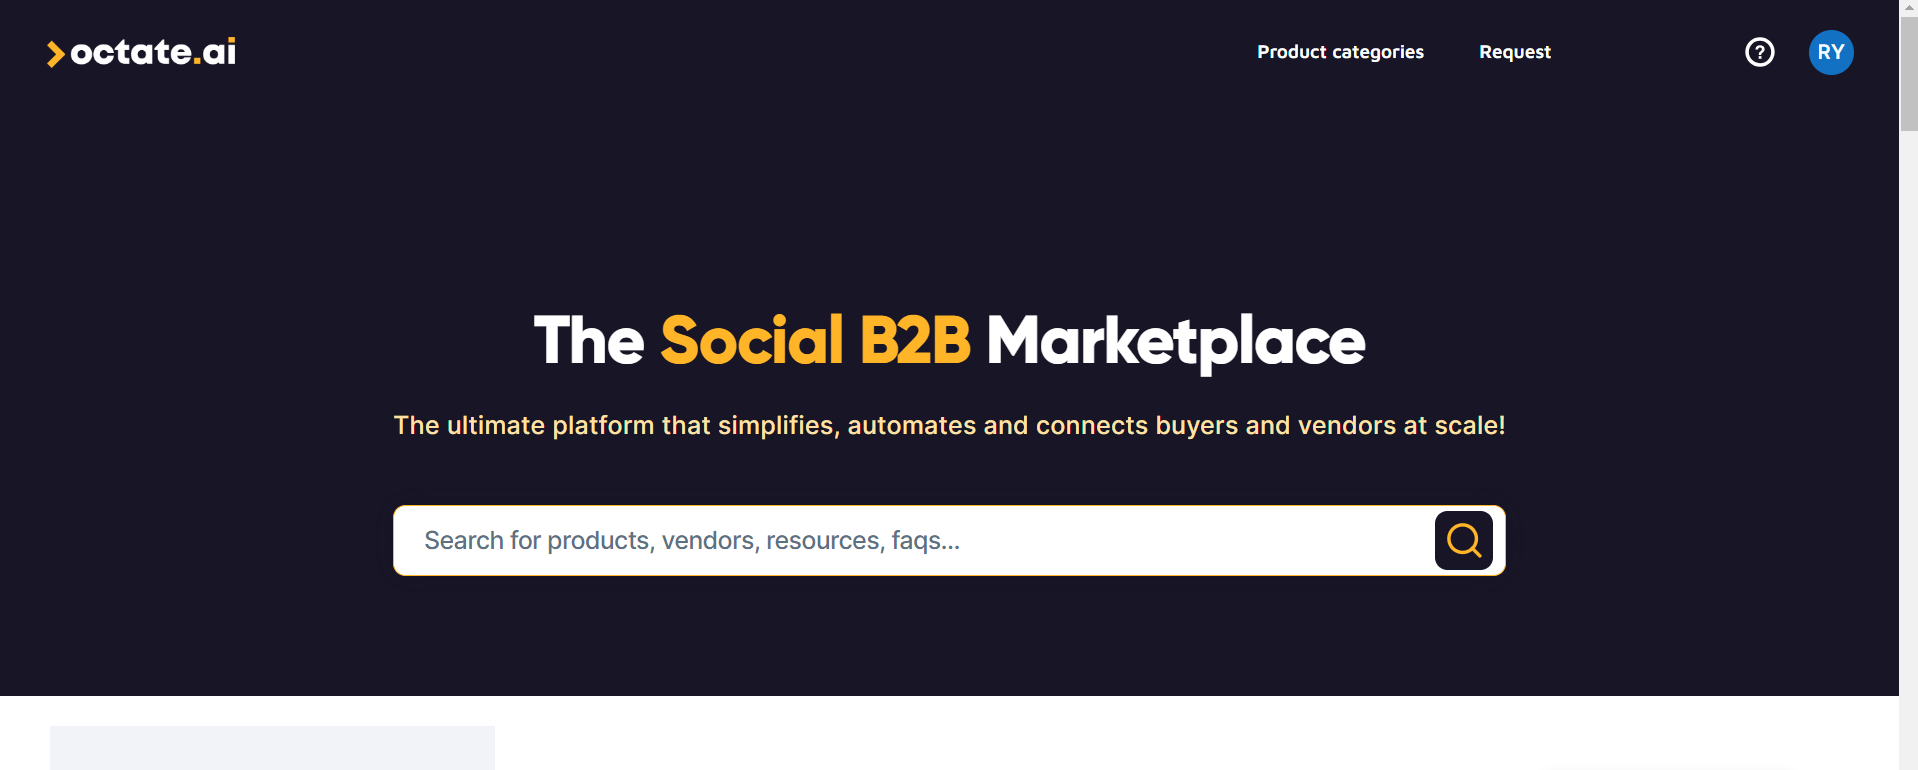 octate.ai
Product categories
Request
?
RY
The Social B2B Marketplace
The ultimate platform that simplifies, automates and connects buyers and vendors at scale!
Search for products, vendors, resources, faqs...